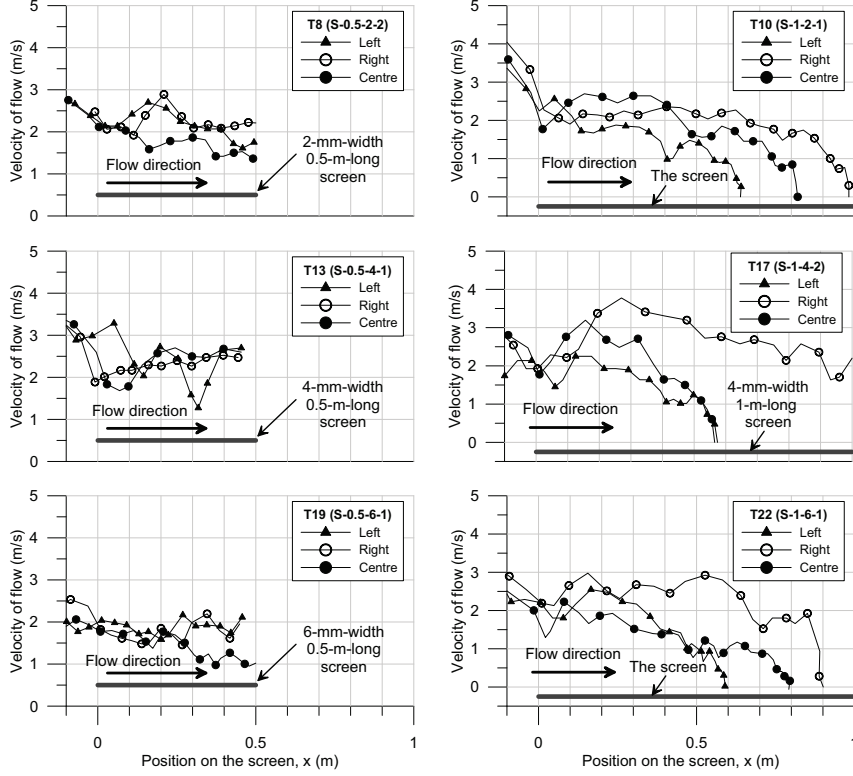 T8 (S-0.5-2-2)
Left
Right
Centre
5
4
3
2
1
0
Velocity of flow (m/s)
Flow direction
2-mm-width
0.5-m-long
screen
T10 (S-1-2-1)
Left
Right
Centre
5
4
3
2
1
0
Velocity of flow (m/s)
Flow direction
The screen
T13 (S-0.5-4-1)
Left
Right
Centre
5
4
3
2
1
0
Velocity of flow (m/s)
Flow direction
4-mm-width
0.5-m-long
screen
T17 (S-1-4-2)
Left
Right
Centre
5
4
3
2
1
0
Velocity of flow (m/s)
Flow direction
4-mm-width
1-m-long
screen
T19 (S-0.5-6-1)
Left
Right
Centre
5
4
3
2
1
0
Velocity of flow (m/s)
Flow direction
6-mm-width
0.5-m-long
screen
0
0.5
1
Position on the screen, x (m)
T22 (S-1-6-1)
Left
Right
Centre
5
4
3
2
1
0
Velocity of flow (m/s)
Flow direction
The screen
0
0.5
1
Position on the screen, x (m)